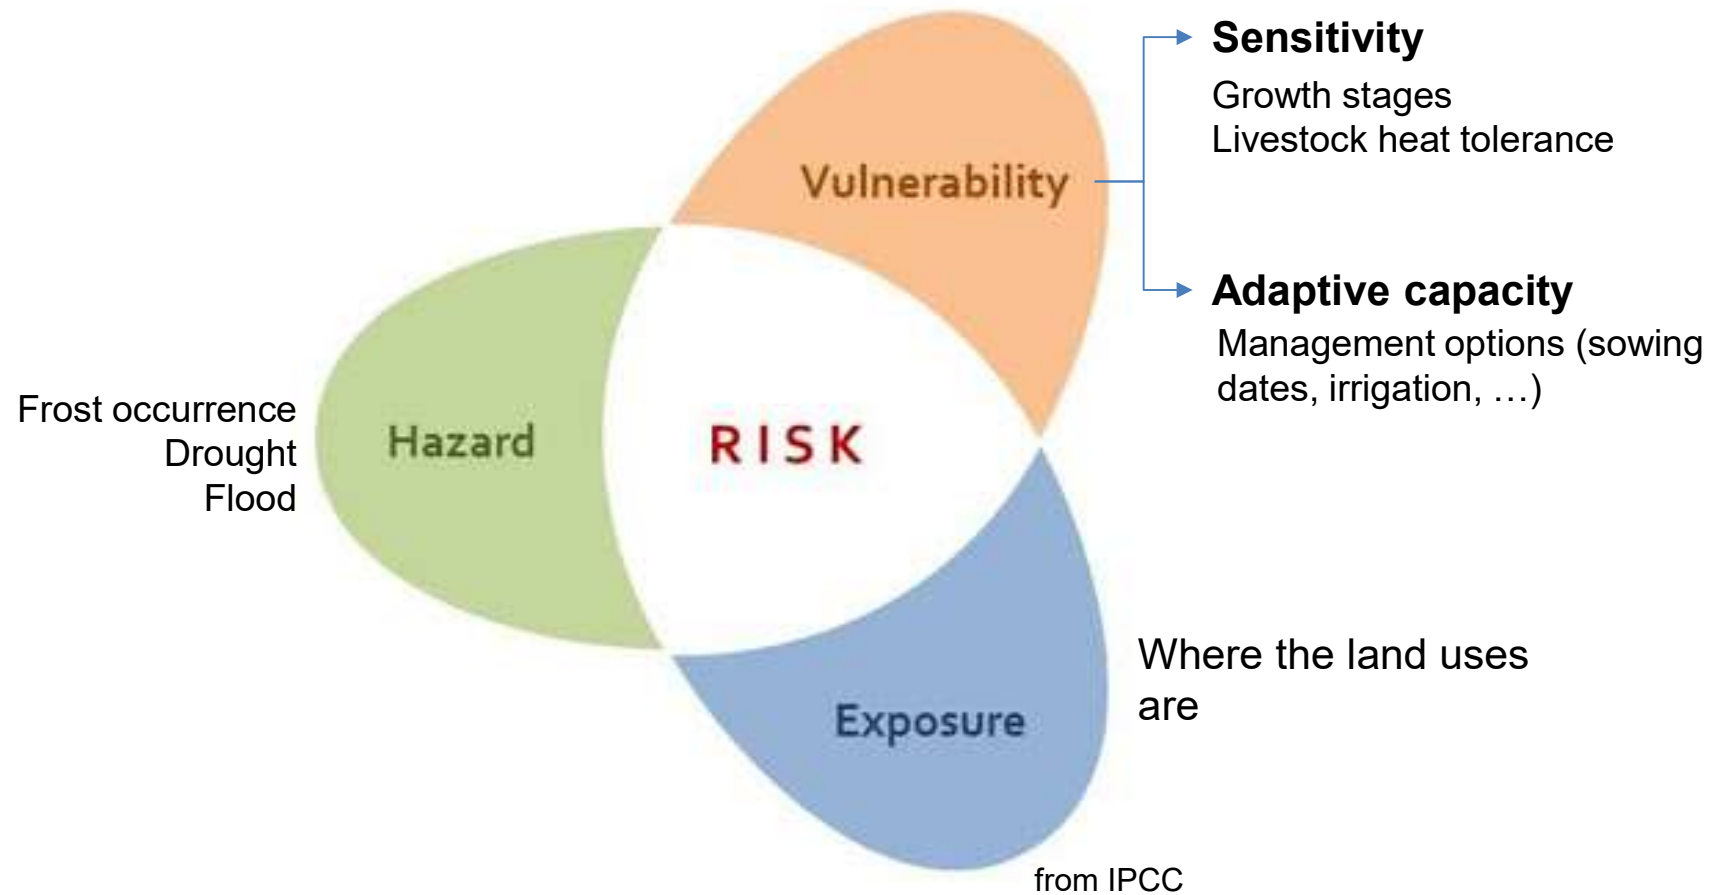 Sensitivity
Growth stages
Livestock heat tolerance
Vulnerability
Adaptive capacity
Management options (sowing
dates, irrigation, …)
Frost occurrence
Drought
Flood
Hazard
RISK
Where the land uses
are
Exposure
from IPCC